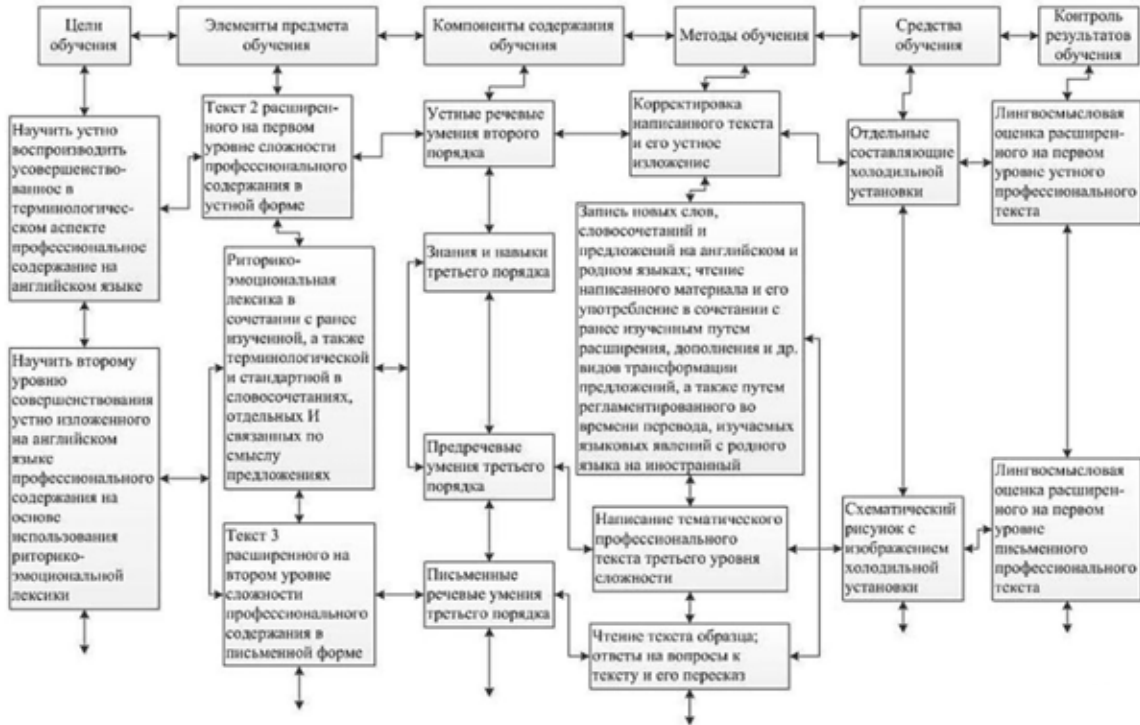 Цели
обучения
Элементы предмета
обучения
Компоненты содержания
обучения
Методы обучения
Средства
обучения
Контроль
результатов
обучения
Научить устно
воспроизводить
усовершенство-
ванное в
терминологичес-
ком аспекте
профессиональное
содержание на
английском языке
Текст 2 расширен-
ного на первом
уровне сложности
профессионального
содержания в
устной форме
Устные речевые
умения второго
порядка
Корректировка
написанного текста
и его устное
изложение
Отдельные
составляющие
холодильной
установки
Лингвосмысловая
оценка расширен-
ного на первом
уровне устного
профессионального
текста
Научить второму
уровню
совершенствования
устно изложенного
на английском
языке
профессионального
содержания на
основе
использования
риторико-
эмоциональной
лексики
Риторико-
эмоциональная
лексика в
сочетании с ранее
изученной, а также
терминологической
и стандартной в
словосочетаниях,
отдельных И
связанных по
смыслу
предложениях
Знания и навыки
третьего порядка
Запись новых слов,
словосочетаний и
предложений на английском и
родном языках; чтение
написанного материала и его
употребление в сочетании с
ранее изученным путем
расширения, дополнения и др.
видов трансформации
предложений, а также путем
регламентированного во
времени перевода, изучаемых
языковых явлений с родного
языка на иностранный
Предречевые
умения третьего
порядка
Текст 3
расширенного на
втором уровне
сложности
профессионального
содержания в
письменной форме
Письменные
речевые умения
третьего порядка
Написание тематического
профессионального
текста третьего уровня
сложности
Чтение текста образца;
ответы на вопросы к
тексту и его пересказ
Схематический
рисунок с
изображением
холодильной
установки
Лингвосмысловая
оценка расширен-
ного на первом
уровне
письменного
профессионального
текста